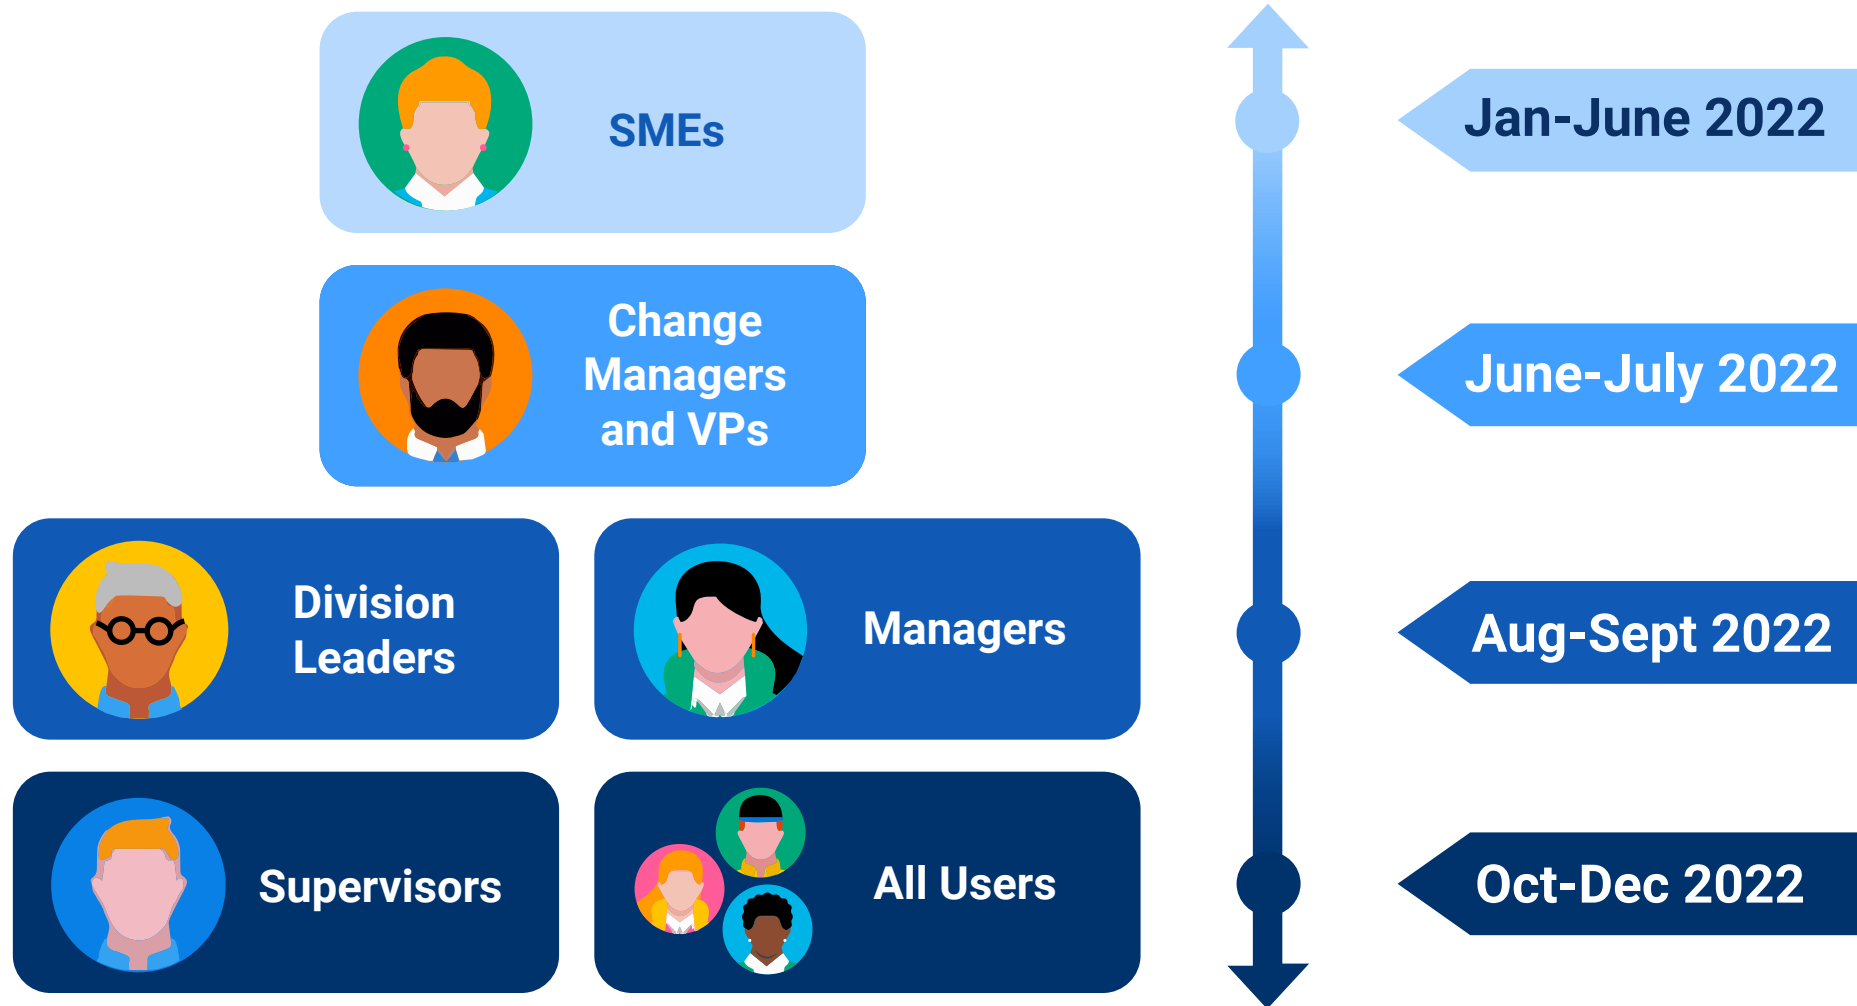 SMEs
Jan-June 2022
Change
Managers
and VPs
June-July 2022
Division
Leaders
Managers
Aug-Sept 2022
Supervisors
All Users
Oct-Dec 2022